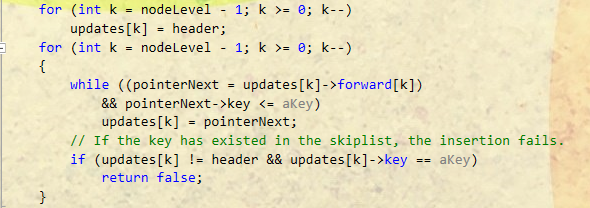 for (int k = nodeLevel - 1; k >= 0; k--)
    updates[k] = header;
for (int k = nodeLevel - 1; k >= 0; k--)
{
    while ((pointerNext = updates[k]->forward[k])
        && pointerNext->key <= aKey)
        updates[k] = pointerNext;
    // If the key has existed in the skiplist, the insertion fails.
    if (updates[k] != header && updates[k]->key == aKey)
        return false;
}